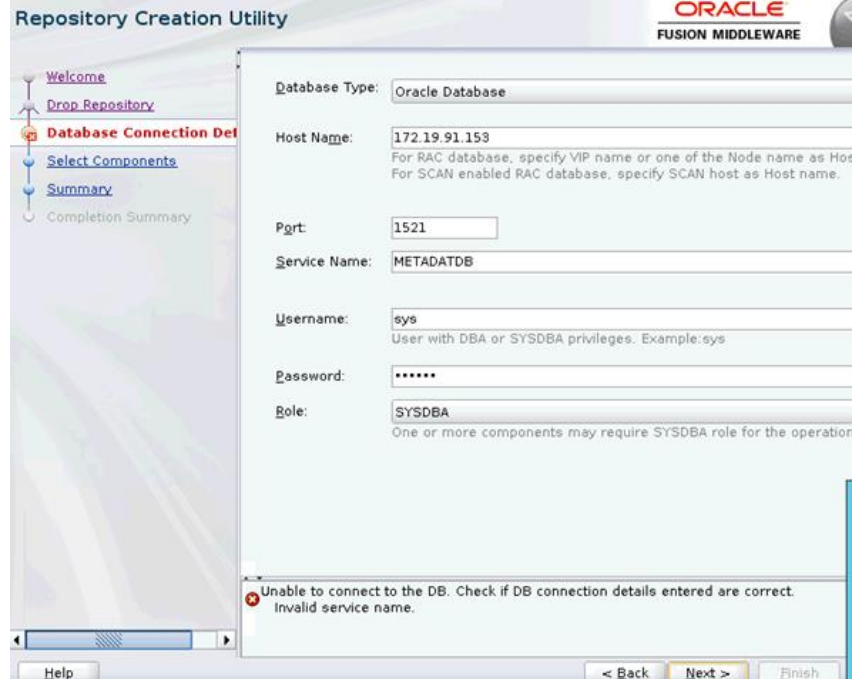 Repository Creation Utility
ORACLE
FUSION MIDDLEWARE
Welcome
Drop Repository
Database Connection Det
Select Components
Summary
Completion Summary
Database Type:
Oracle Database
Host Name:
172.19.91.153
For RAC database, specify VIP name or one of the Node name as Hos
For SCAN enabled RAC database, specify SCAN host as Host name.
Port:
1521
Service Name:
METADATDB
Username:
sys
User with DBA or SYSDBA privileges. Example:sys
Password:
••••••
Role:
SYSDBA
One or more components may require SYSDBA role for the operation
Unable to connect to the DB. Check if DB connection details entered are correct.
Invalid service name.
Help
< Back
Next >
Finish